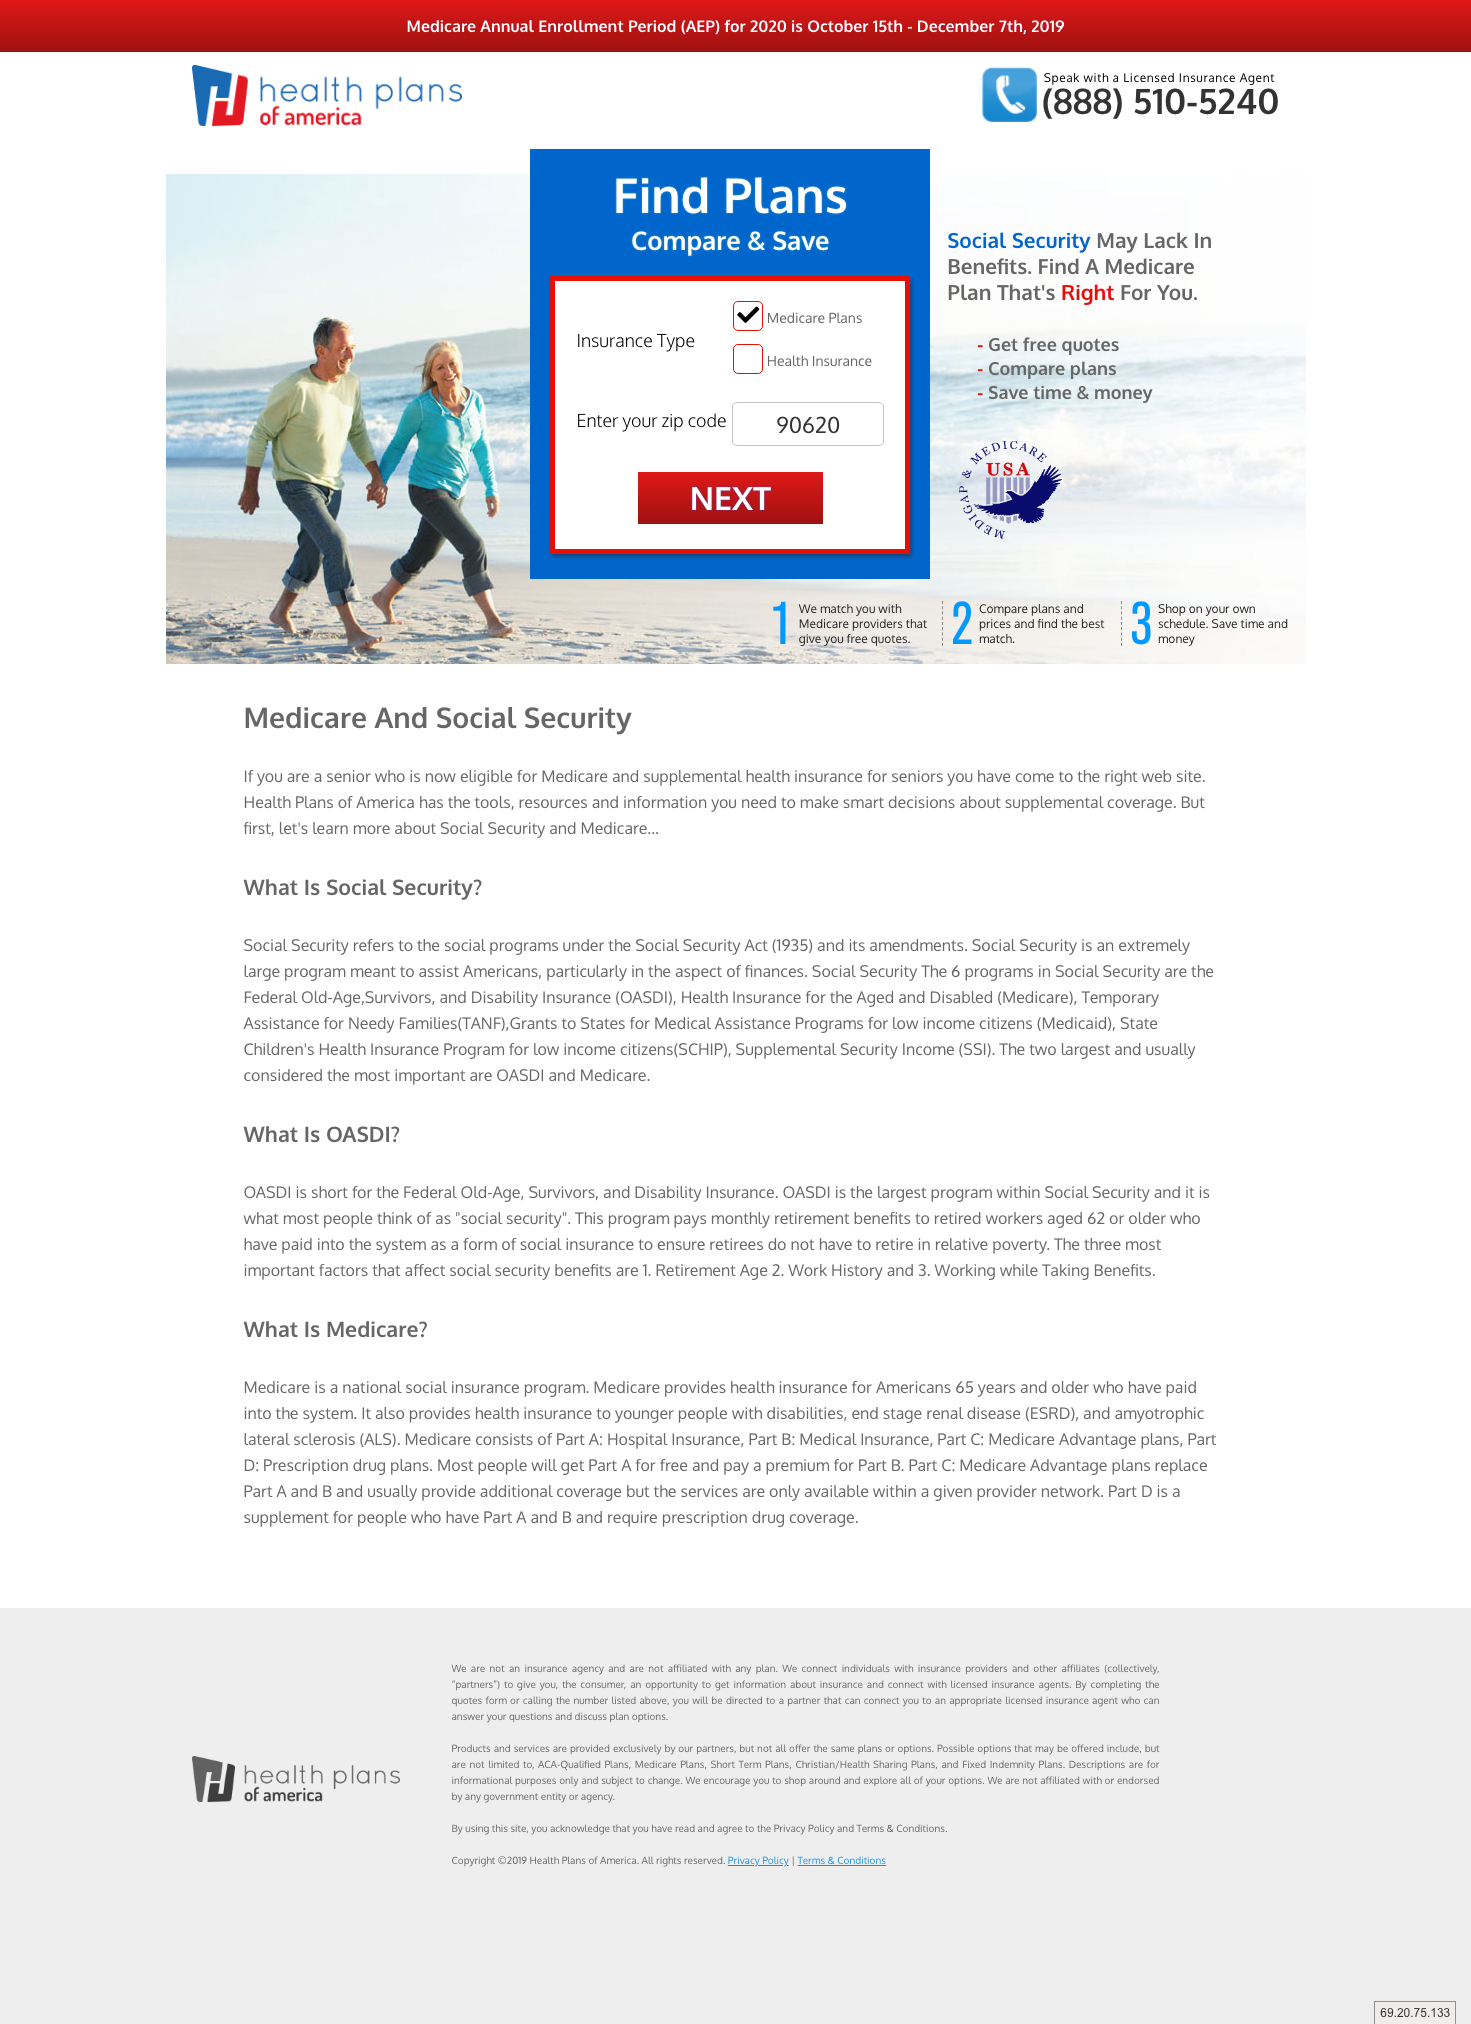 Medicare Annual Enrollment Period (AEP) for 2020 is October 15th - December 7th, 2019
health plans
of america
Speak with a Licensed Insurance Agent
(888) 510-5240
Find Plans
Compare & Save
Insurance Type
Medicare Plans
Health Insurance
Enter your zip code
90620
NEXT
Social Security May Lack In
Benefits. Find A Medicare
Plan That's Right For You.
- Get free quotes
- Compare plans
- Save time & money
MEDIGAP & MEDICARE
USA
1
We match you with
Medicare providers that
give you free quotes.
2
Compare plans and
prices and find the best
match.
3
Shop on your own
schedule. Save time and
money
Medicare And Social Security
If you are a senior who is now eligible for Medicare and supplemental health insurance for seniors you have come to the right web site.
Health Plans of America has the tools, resources and information you need to make smart decisions about supplemental coverage. But
first, let's learn more about Social Security and Medicare...
What Is Social Security?
Social Security refers to the social programs under the Social Security Act (1935) and its amendments. Social Security is an extremely
large program meant to assist Americans, particularly in the aspect of finances. Social Security The 6 programs in Social Security are the
Federal Old-Age,Survivors, and Disability Insurance (OASDI), Health Insurance for the Aged and Disabled (Medicare), Temporary
Assistance for Needy Families(TANF),Grants to States for Medical Assistance Programs for low income citizens (Medicaid), State
Children's Health Insurance Program for low income citizens(SCHIP), Supplemental Security Income (SSI). The two largest and usually
considered the most important are OASDI and Medicare.
What Is OASDI?
OASDI is short for the Federal Old-Age, Survivors, and Disability Insurance. OASDI is the largest program within Social Security and it is
what most people think of as "social security". This program pays monthly retirement benefits to retired workers aged 62 or older who
have paid into the system as a form of social insurance to ensure retirees do not have to retire in relative poverty. The three most
important factors that affect social security benefits are 1. Retirement Age 2. Work History and 3. Working while Taking Benefits.
What Is Medicare?
Medicare is a national social insurance program. Medicare provides health insurance for Americans 65 years and older who have paid
into the system. It also provides health insurance to younger people with disabilities, end stage renal disease (ESRD), and amyotrophic
lateral sclerosis (ALS). Medicare consists of Part A: Hospital Insurance, Part B: Medical Insurance, Part C: Medicare Advantage plans, Part
D: Prescription drug plans. Most people will get Part A for free and pay a premium for Part B. Part C: Medicare Advantage plans replace
Part A and B and usually provide additional coverage but the services are only available within a given provider network. Part D is a
supplement for people who have Part A and B and require prescription drug coverage.
health plans
of america
We are not an insurance agency and are not affiliated with any plan. We connect individuals with insurance providers and other affiliates (collectively,
"partners") to give you, the consumer, an opportunity to get information about insurance and connect with licensed insurance agents. By completing the
quotes form or calling the number listed above, you will be directed to a partner that can connect you to an appropriate licensed insurance agent who can
answer your questions and discuss plan options.
Products and services are provided exclusively by our partners, but not all offer the same plans or options. Possible options that may be offered include, but
are not limited to, ACA-Qualified Plans, Medicare Plans, Short Term Plans, Christian/Health Sharing Plans, and Fixed Indemnity Plans. Descriptions are for
informational purposes only and subject to change. We encourage you to shop around and explore all of your options. We are not affiliated with or endorsed
by any government entity or agency.
By using this site, you acknowledge that you have read and agree to the Privacy Policy and Terms & Conditions.
Copyright ©2019 Health Plans of America. All rights reserved. Privacy Policy | Terms & Conditions
69.20.75.133